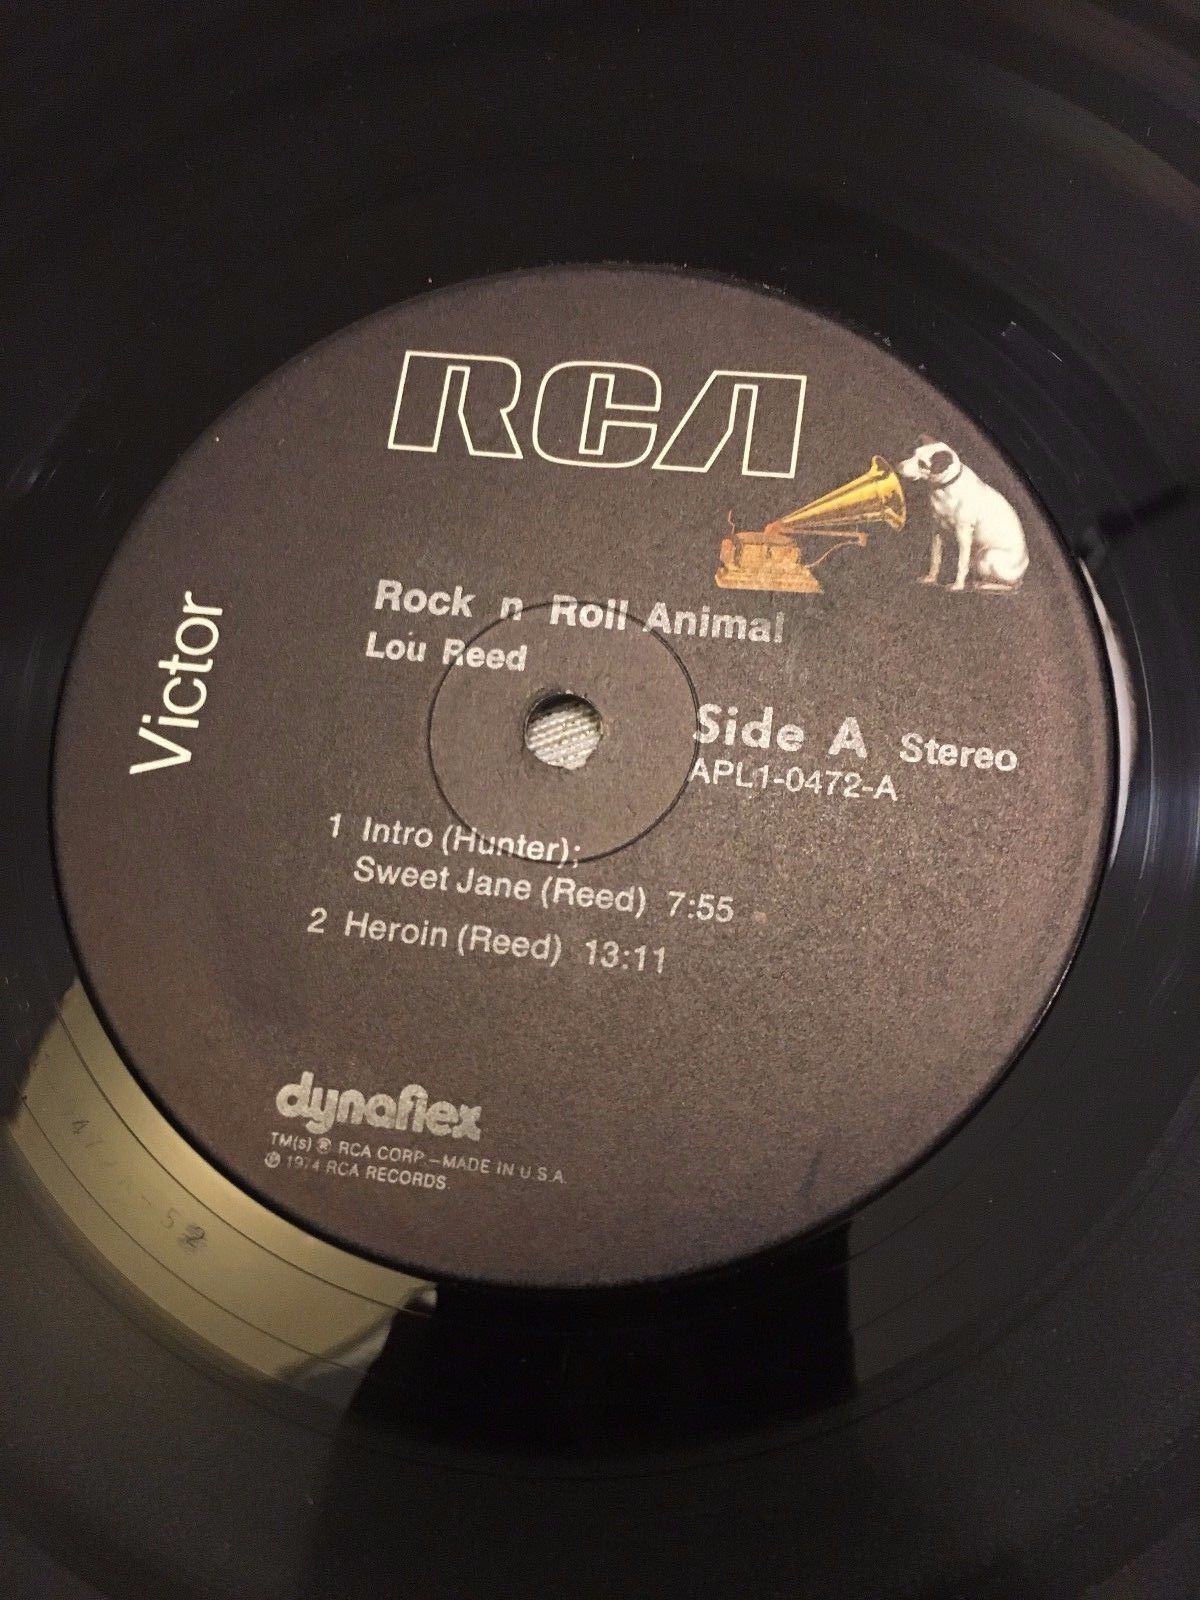 RCA
Victor
Rock n Roll Animal
Lou Reed
Side A Stereo
APL1-0472-A
1 Intro (Hunter);
Sweet Jane (Reed) 7:55
2 Heroin (Reed) 13:11
dynaflex
TM(s) ® RCA CORP.–MADE IN U.S.A.
℗ 1974 RCA RECORDS.